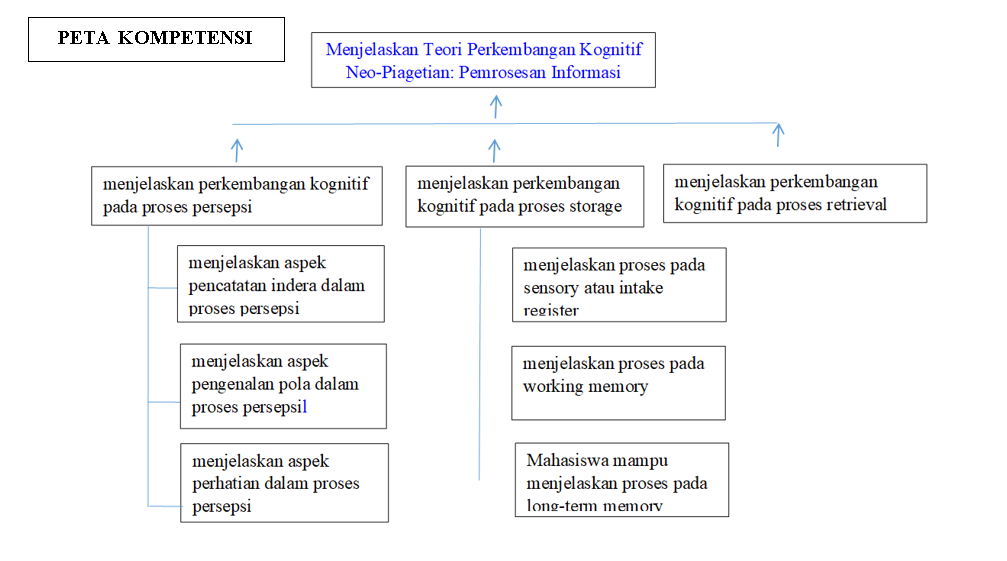 PETA KOMPETENSI
Menjelaskan Teori Perkembangan Kognitif
Neo-Piagetian: Pemrosesan Informasi
menjelaskan perkembangan kognitif
pada proses persepsi
menjelaskan perkembangan
kognitif pada proses storage
menjelaskan perkembangan
kognitif pada proses retrieval
menjelaskan aspek
pencatatan indera dalam
proses persepsi
menjelaskan aspek
pengenalan pola dalam
proses persepsil
menjelaskan aspek
perhatian dalam proses
persepsi
menjelaskan proses pada
sensory atau intake
register
menjelaskan proses pada
working memory
Mahasiswa mampu
menjelaskan proses pada
long-term memory